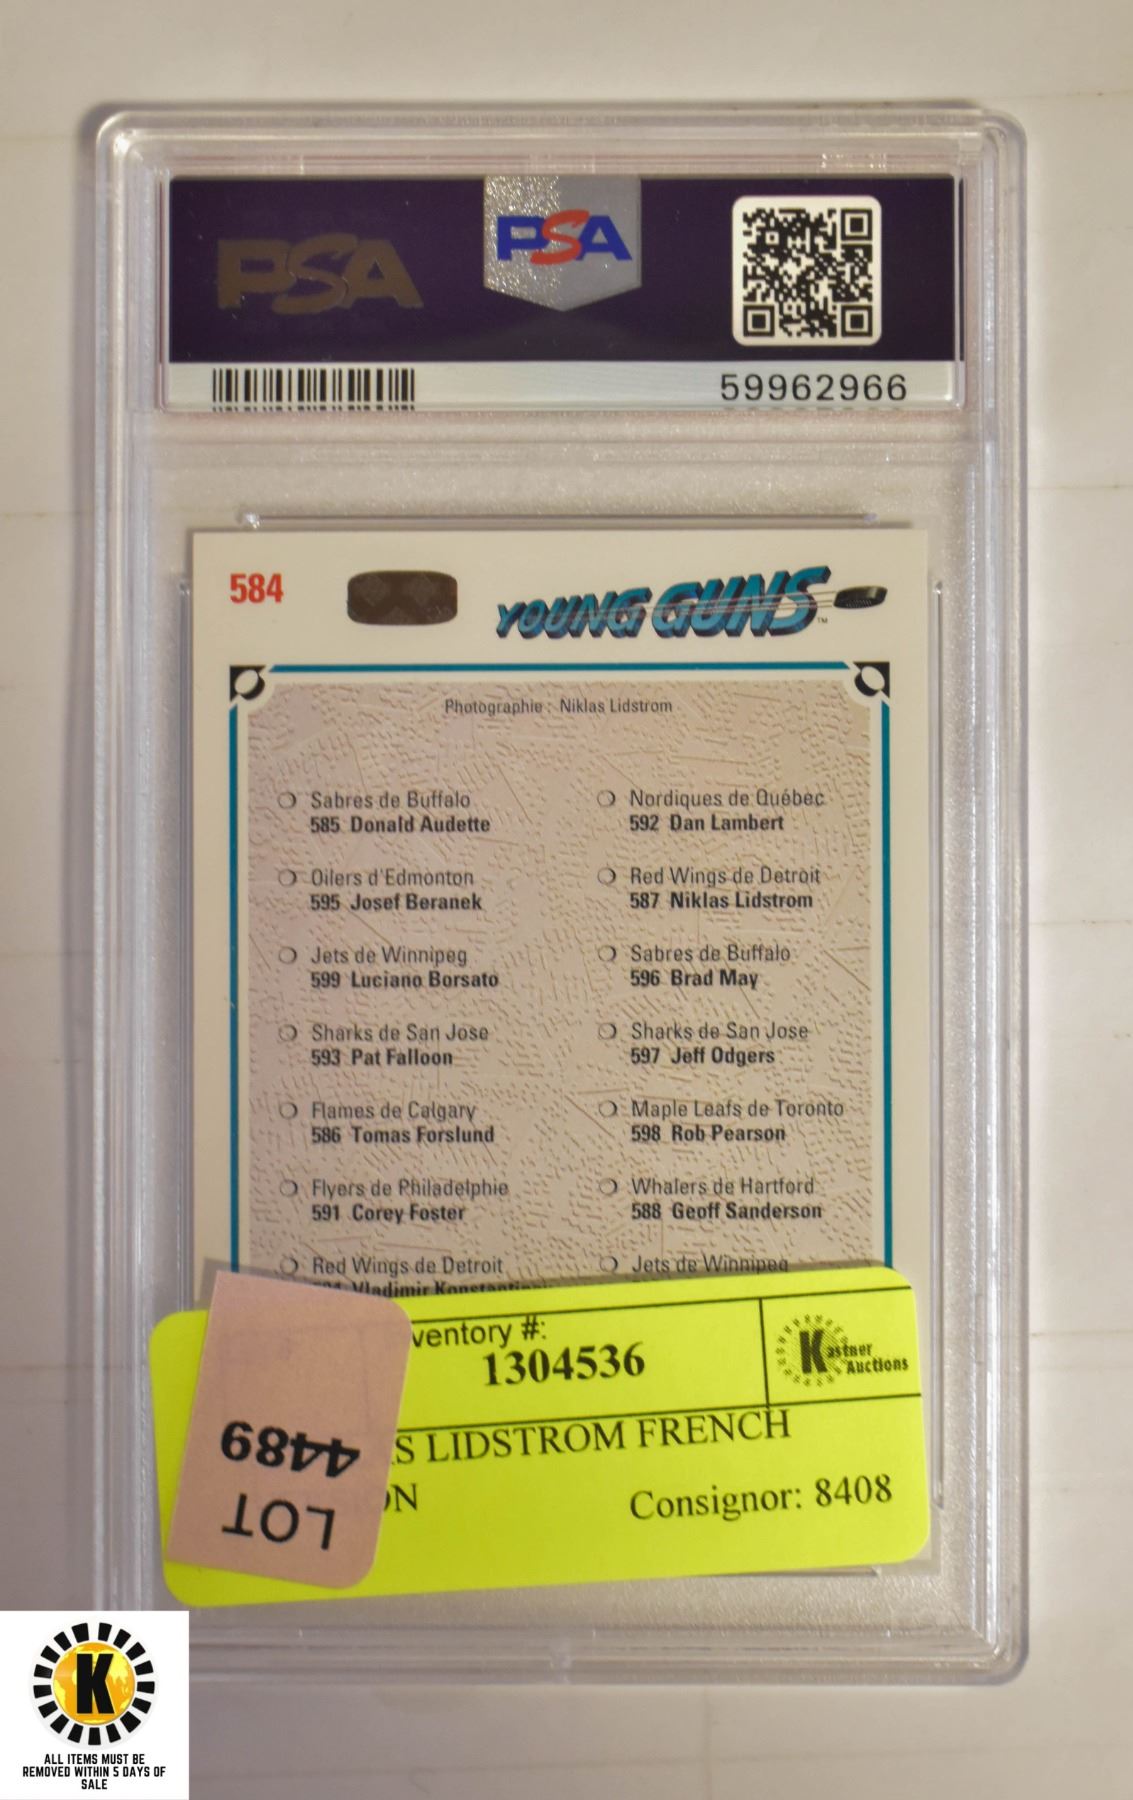 PSA
PSA
59962966
584
YOUNG GUNS™
Photographie : Niklas Lidstrom
Sabres de Buffalo
585 Donald Audette
Oilers d'Edmonton
595 Josef Beranek
Jets de Winnipeg
599 Luciano Borsato
Sharks de San Jose
593 Pat Falloon
Flames de Calgary
586 Tomas Forslund
Flyers de Philadelphie
591 Corey Foster
Red Wings de Detroit
Vladimir
Nordiques de Québec
592 Dan Lambert
Red Wings de Detroit
587 Niklas Lidstrom
Sabres de Buffalo
596 Brad May
Sharks de San Jose
597 Jeff Odgers
Maple Leafs de Toronto
598 Rob Pearson
Whalers de Hartford
588 Geoff Sanderson
Jets de Winnipeg
ventory #:
1304536
Kastner
Auctions
S LIDSTROM FRENCH
ON
Consignor: 8408
LOT
4489
K
ALL ITEMS MUST BE
REMOVED WITHIN 5 DAYS OF
SALE